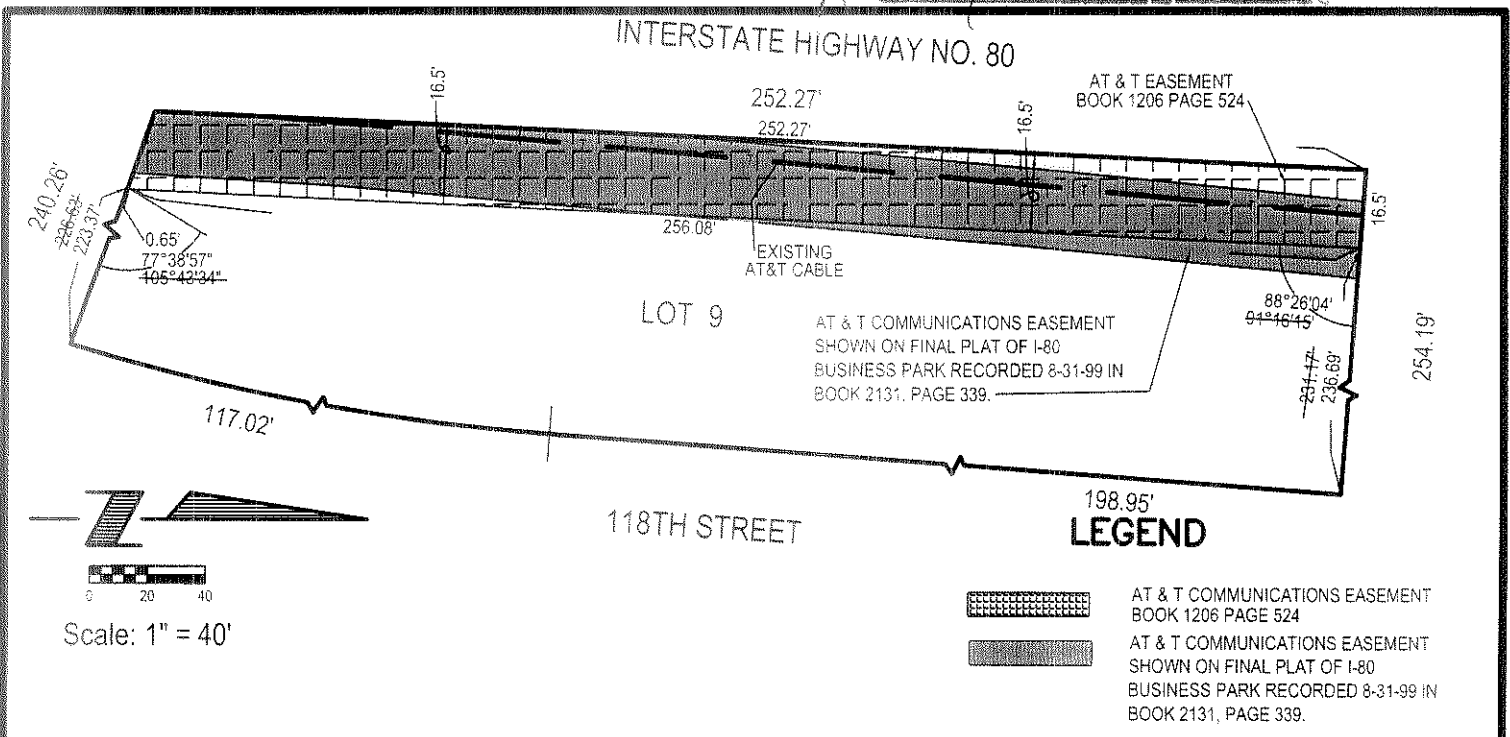 INTERSTATE HIGHWAY NO. 80
AT & T EASEMENT
BOOK 1206 PAGE 524
16.5'
252.27'
252.27'
16.5'
16.5'
240.26'
226.63'
223.37'
0.65'
77°38'57"
105°43'34"
256.08'
EXISTING
AT&T CABLE
LOT 9
AT & T COMMUNICATIONS EASEMENT
SHOWN ON FINAL PLAT OF I-80
BUSINESS PARK RECORDED 8-31-99 IN
BOOK 2131, PAGE 339.
88°26'04'
91°16'15'
231.17'
236.69'
254.19'
117.02'
198.95'
118TH STREET
0 20 40
Scale: 1" = 40'
LEGEND
AT & T COMMUNICATIONS EASEMENT
BOOK 1206 PAGE 524
AT & T COMMUNICATIONS EASEMENT
SHOWN ON FINAL PLAT OF I-80
BUSINESS PARK RECORDED 8-31-99 IN
BOOK 2131, PAGE 339.